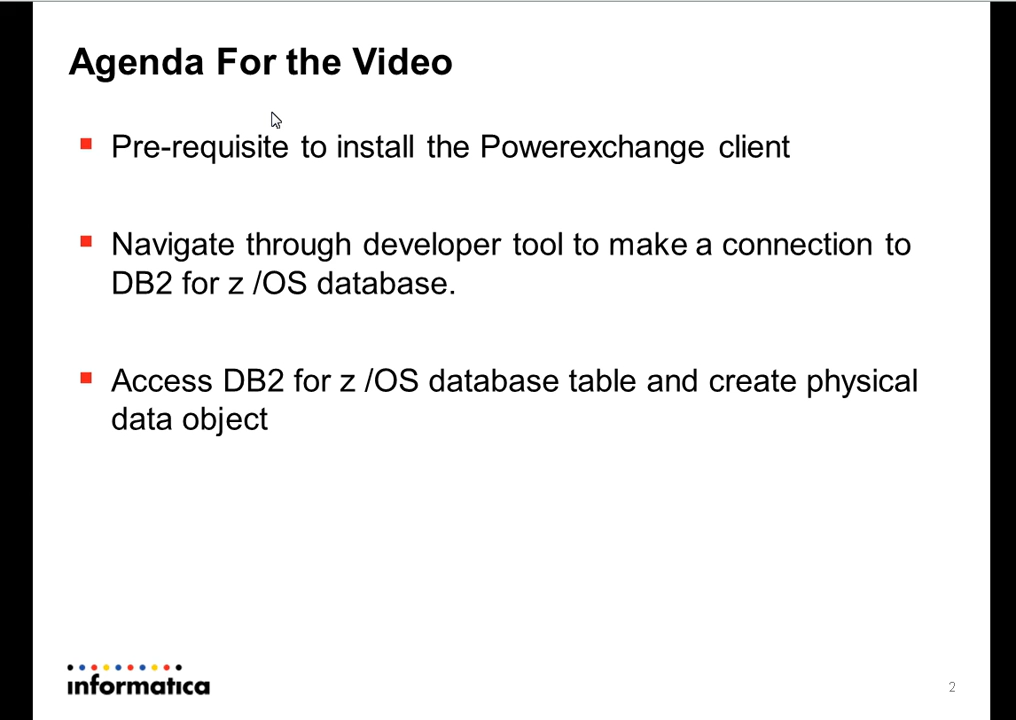 Agenda For the Video
Pre-requisite to install the Powerexchange client
Navigate through developer tool to make a connection to
DB2 for z /OS database.
Access DB2 for z /OS database table and create physical
data object
informatica
2